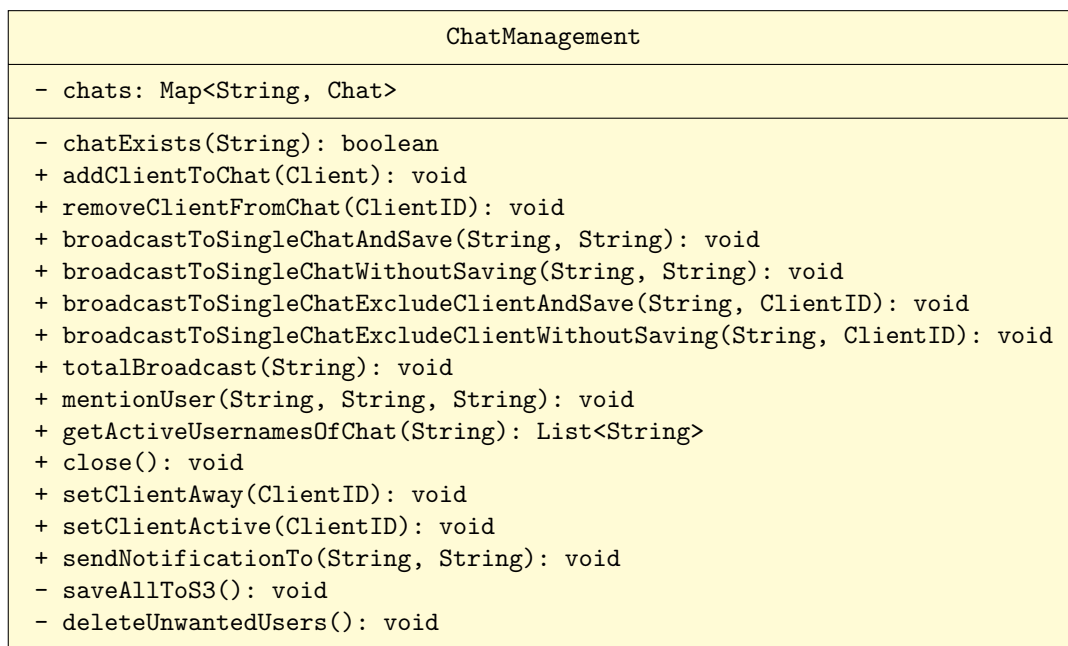 ChatManagement
- chats: Map<String, Chat>
- chatExists(String): boolean
+ addClientToChat(Client): void
+ removeClientFromChat(ClientID): void
+ broadcastToSingleChatAndSave(String, String): void
+ broadcastToSingleChatWithoutSaving(String, String): void
+ broadcastToSingleChatExcludeClientAndSave(String, ClientID): void
+ broadcastToSingleChatExcludeClientWithoutSaving(String, ClientID): void
+ totalBroadcast(String): void
+ mentionUser(String, String, String): void
+ getActiveUsernamesOfChat(String): List<String>
+ close(): void
+ setClientAway(ClientID): void
+ setClientActive(ClientID): void
+ sendNotificationTo(String, String): void
- saveAllToS3(): void
- deleteUnwantedUsers(): void